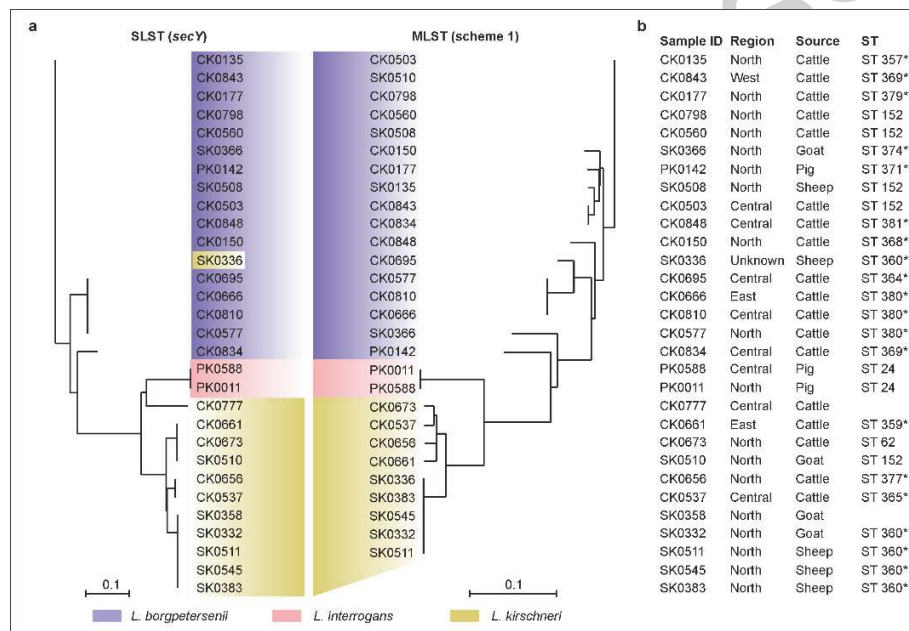 a b
SLST (secY) MLST (scheme 1)
Sample ID Region Source ST
CK0135 CK0503 CK0135 North Cattle ST 357*
CK0843 SK0510 CK0843 West Cattle ST 369*
CK0177 CK0798 CK0177 North Cattle ST 379*
CK0798 CK0560 CK0798 North Cattle ST 152
CK0560 SK0508 CK0560 North Cattle ST 152
SK0366 CK0150 SK0366 North Goat ST 374*
PK0142 CK0177 PK0142 North Pig ST 371*
SK0508 SK0135 SK0508 North Sheep ST 152
CK0503 CK0843 CK0503 Central Cattle ST 152
CK0848 CK0834 CK0848 Central Cattle ST 381*
CK0150 CK0848 CK0150 North Cattle ST 368*
SK0336 CK0695 SK0336 Unknown Sheep ST 360*
CK0695 CK0577 CK0695 Central Cattle ST 364*
CK0666 CK0810 CK0666 East Cattle ST 380*
CK0810 CK0666 CK0810 Central Cattle ST 380*
CK0577 SK0366 CK0577 North Cattle ST 380*
CK0834 PK0142 CK0834 Central Cattle ST 369*
PK0588 PK0011 PK0588 Central Pig ST 24
PK0011 PK0588 PK0011 North Pig ST 24
CK0777 CK0673 CK0777 Central Cattle
CK0661 CK0537 CK0661 East Cattle ST 359*
CK0673 CK0656 CK0673 North Cattle ST 62
SK0510 CK0661 SK0510 North Goat ST 152
CK0656 SK0336 CK0656 North Cattle ST 377*
CK0537 SK0383 CK0537 Central Cattle ST 365*
SK0358 SK0545 SK0358 North Goat
SK0332 SK0332 SK0332 North Goat ST 360*
SK0511 SK0511 SK0511 North Sheep ST 360*
SK0545 SK0545 North Sheep ST 360*
SK0383 SK0383 North Sheep ST 360*
0.1 0.1
L. borgpetersenii L. interrogans L. kirschneri